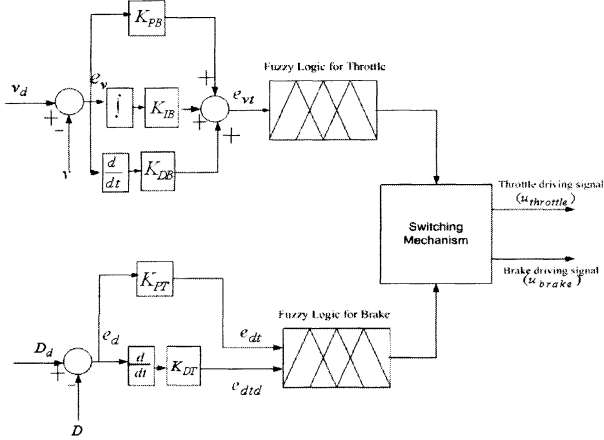 K_PB
Fuzzy Logic for Throttle
v_d
e_v
+
-
∫
K_IB
+
+
+
e_vt
v
d/dt
K_DB
Switching
Mechanism
Throttle driving signal
(u_throttle)
Brake driving signal
(u_brake)
K_PT
Fuzzy Logic for Brake
D_d
e_d
e_dt
+
-
d/dt
K_DT
e_dtd
D